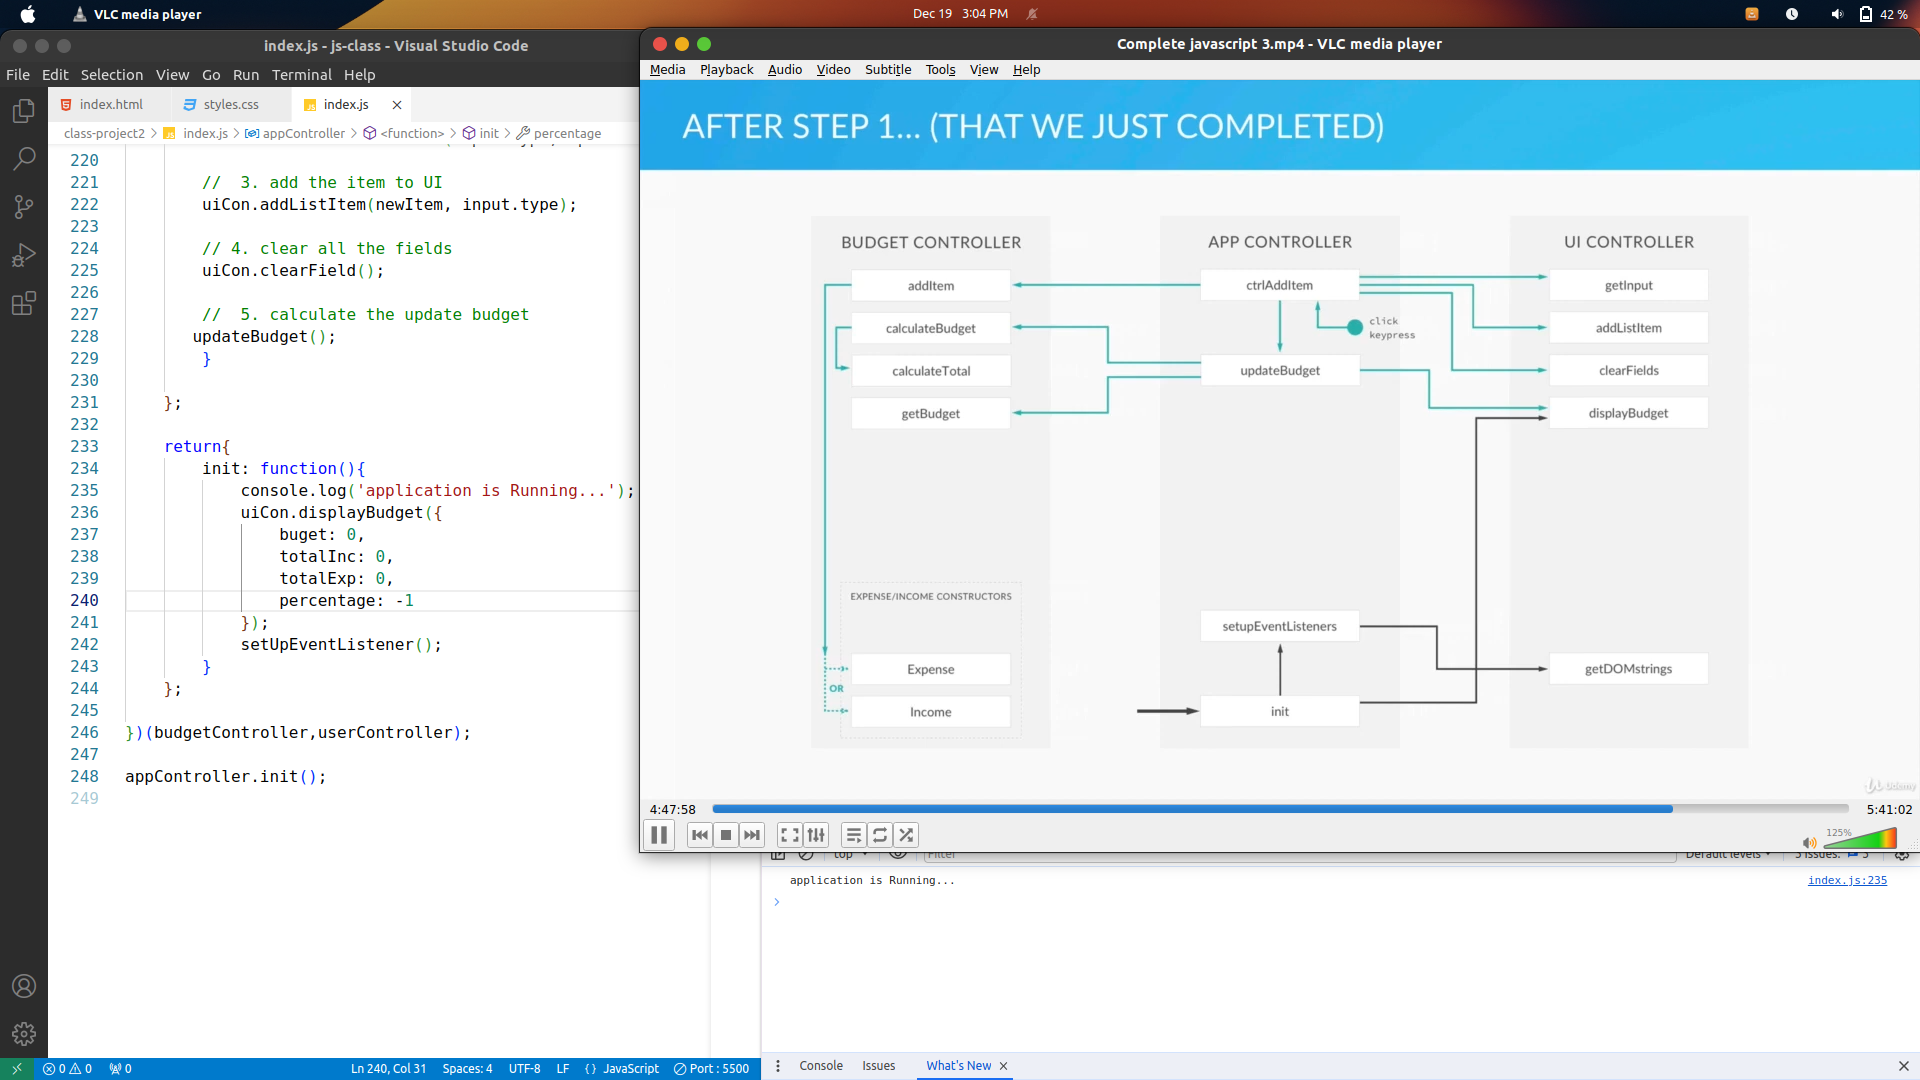 VLC media player
Dec 19 3:04 PM
42 %
index.js - js-class - Visual Studio Code
File Edit Selection View Go Run Terminal Help
index.html
styles.css
index.js
class-project2 > index.js > appController > <function> > init > percentage
220
221 // 3. add the item to UI
222 uiCon.addListItem(newItem, input.type);
223
224 // 4. clear all the fields
225 uiCon.clearField();
226
227 // 5. calculate the update budget
228 updateBudget();
229 }
230
231 };
232
233 return{
234 init: function(){
235 console.log('application is Running...');
236 uiCon.displayBudget({
237 buget: 0,
238 totalInc: 0,
239 totalExp: 0,
240 percentage: -1
241 });
242 setUpEventListener();
243 }
244 };
245
246 })(budgetController,userController);
247
248 appController.init();
249
0 0 0
Ln 240, Col 31 Spaces: 4 UTF-8 LF {} JavaScript Port : 5500
Complete javascript 3.mp4 - VLC media player
Media Playback Audio Video Subtitle Tools View Help
AFTER STEP 1... (THAT WE JUST COMPLETED)
BUDGET CONTROLLER
addItem
calculateBudget
calculateTotal
getBudget
EXPENSE/INCOME CONSTRUCTORS
Expense
OR
Income
APP CONTROLLER
ctrlAddItem
click
keypress
updateBudget
setupEventListeners
init
UI CONTROLLER
getInput
addListItem
clearFields
displayBudget
getDOMstrings
Udemy
4:47:58
5:41:02
125%
top
Filter
Default levels
5 Issues: 5
application is Running...
index.js:235
>
Console Issues What's New